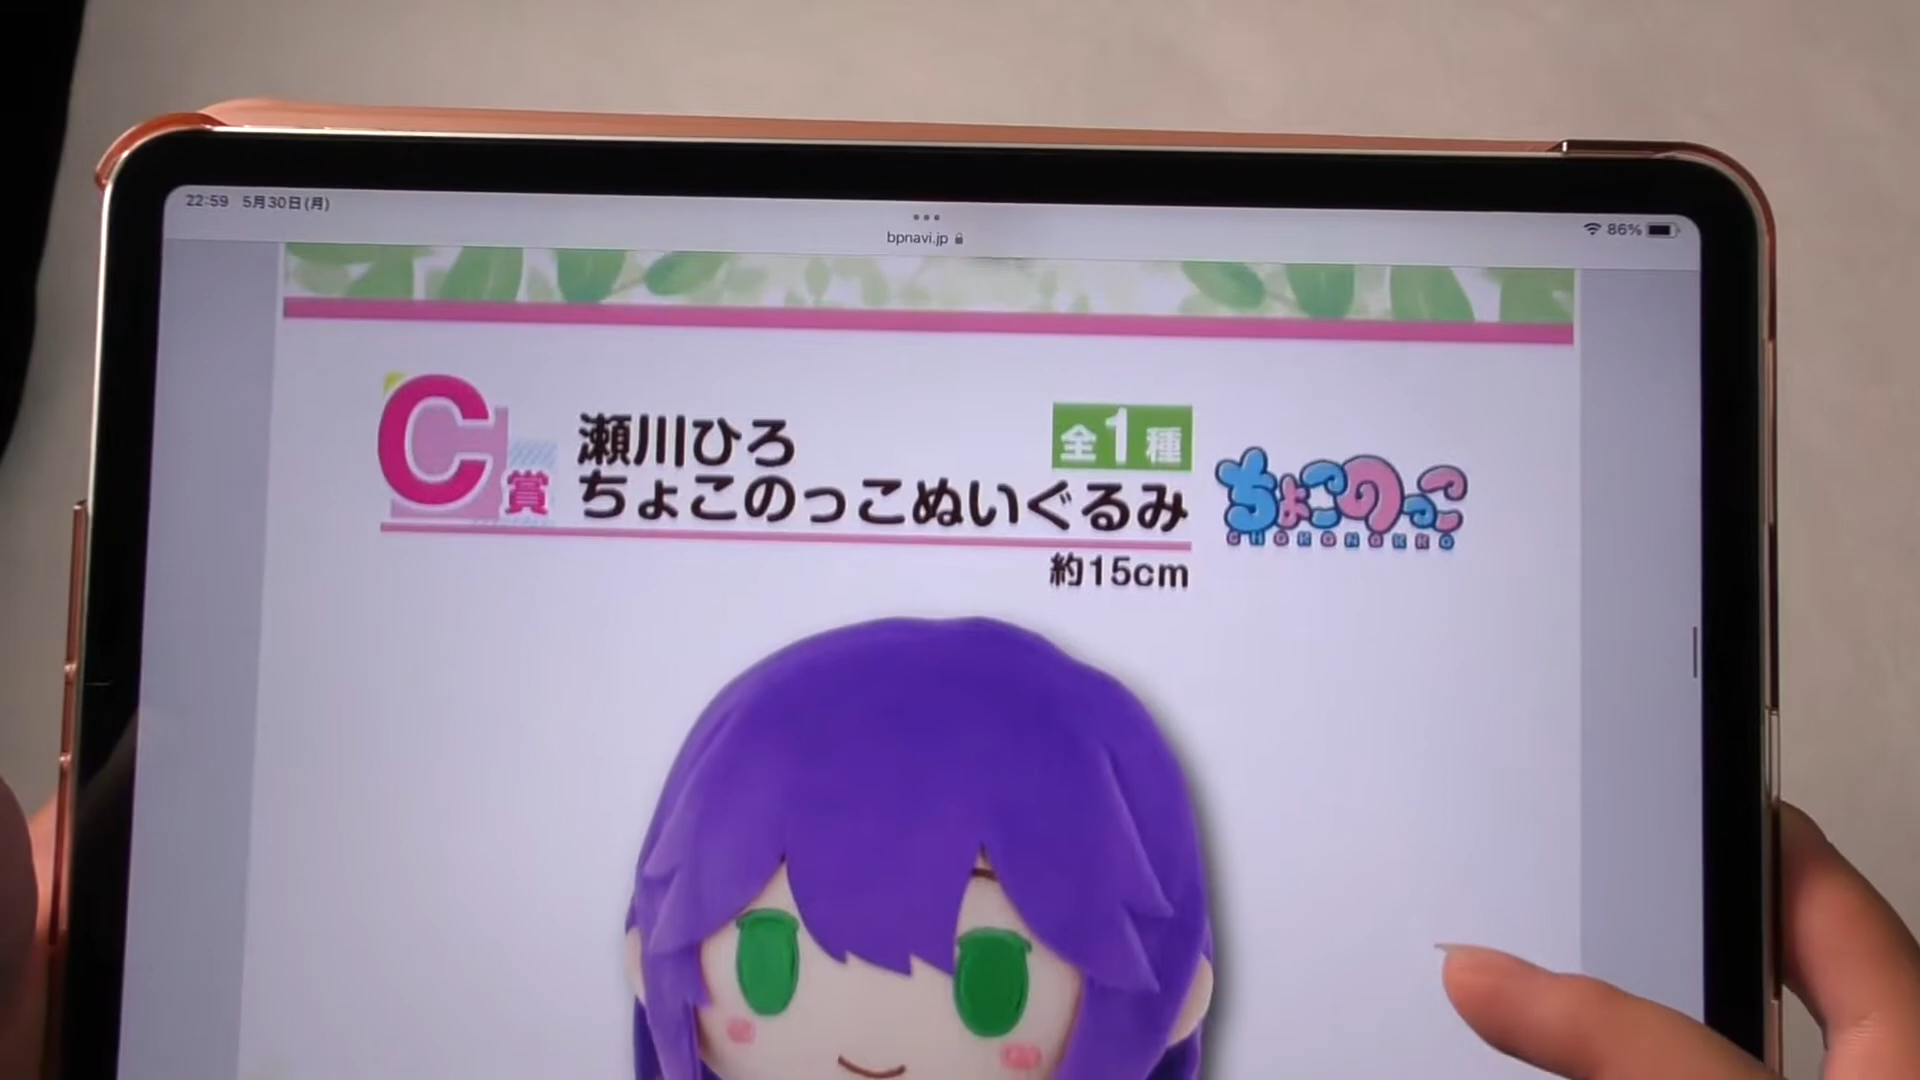 22:59 5月30日(月)
bpnavi.jp
86%
C賞
瀬川ひろ
全1種
ちょこのっこぬいぐるみ
ちょこのっこ
CHOKONOKKO
約15cm